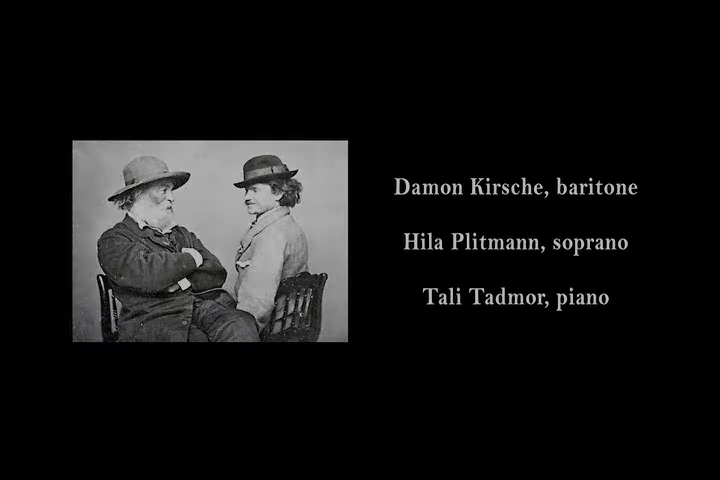 Damon Kirsche, baritone
Hila Plitmann, soprano
Tali Tadmor, piano